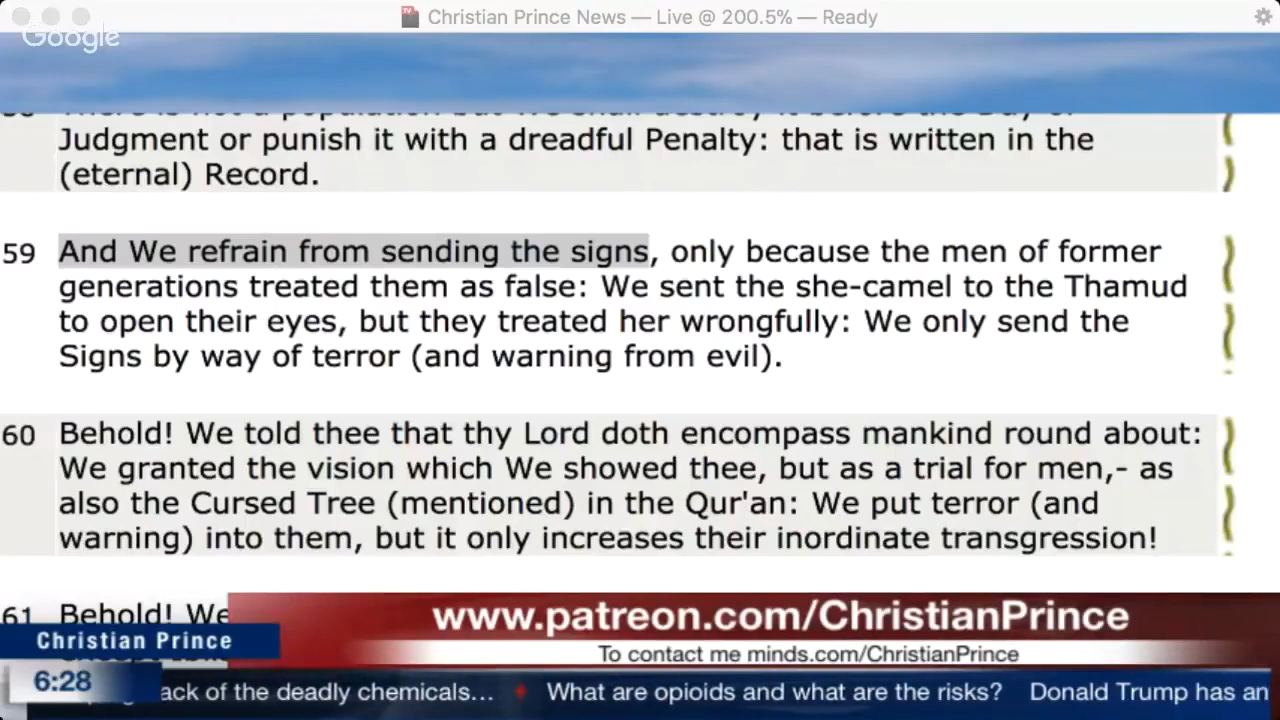 Christian Prince News — Live @ 200.5% — Ready
Google
Judgment or punish it with a dreadful Penalty: that is written in the
(eternal) Record.
59 And We refrain from sending the signs, only because the men of former
generations treated them as false: We sent the she-camel to the Thamud
to open their eyes, but they treated her wrongfully: We only send the
Signs by way of terror (and warning from evil).
60 Behold! We told thee that thy Lord doth encompass mankind round about:
We granted the vision which We showed thee, but as a trial for men,- as
also the Cursed Tree (mentioned) in the Qur'an: We put terror (and
warning) into them, but it only increases their inordinate transgression!
61 Behold! We
www.patreon.com/ChristianPrince
Christian Prince
To contact me minds.com/ChristianPrince
6:28 ack of the deadly chemicals... What are opioids and what are the risks? Donald Trump has an